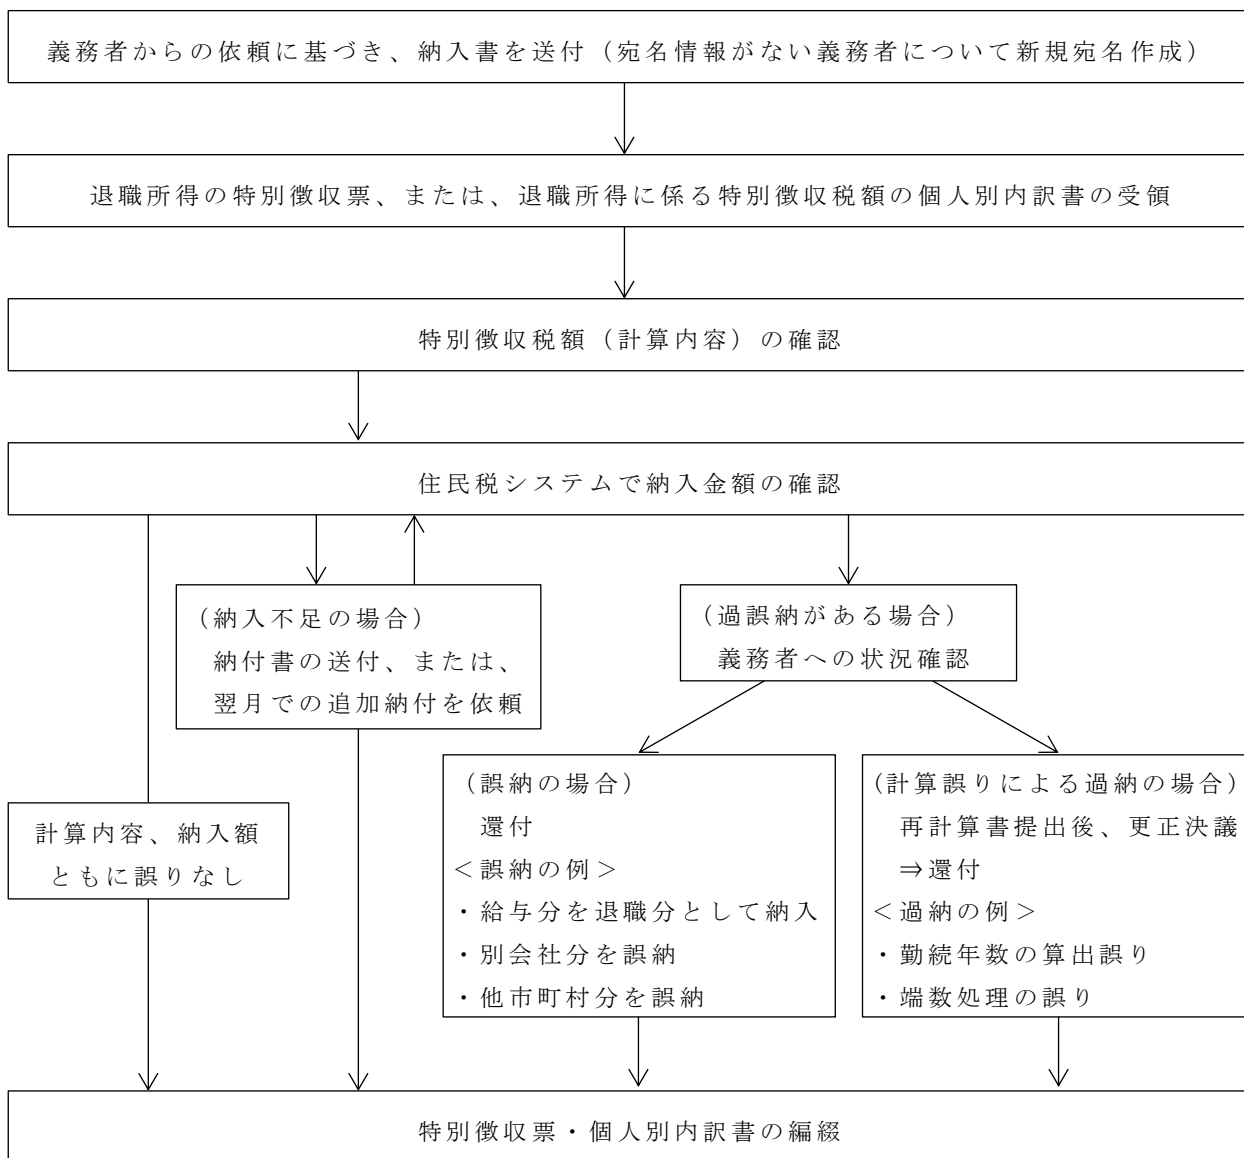 義務者からの依頼に基づき、納入書を送付（宛名情報がない義務者について新規宛名作成）
退職所得の特別徴収票、または、退職所得に係る特別徴収税額の個人別内訳書の受領
特別徴収税額（計算内容）の確認
住民税システムで納入金額の確認
（納入不足の場合）
納付書の送付、または、
翌月での追加納付を依頼
（過誤納がある場合）
義務者への状況確認
計算内容、納入額
ともに誤りなし
（誤納の場合）
還付
＜誤納の例＞
・給与分を退職分として納入
・別会社分を誤納
・他市町村分を誤納
（計算誤りによる過納の場合）
再計算書提出後、更正決議
⇒還付
＜過納の例＞
・勤続年数の算出誤り
・端数処理の誤り
特別徴収票・個人別内訳書の編綴